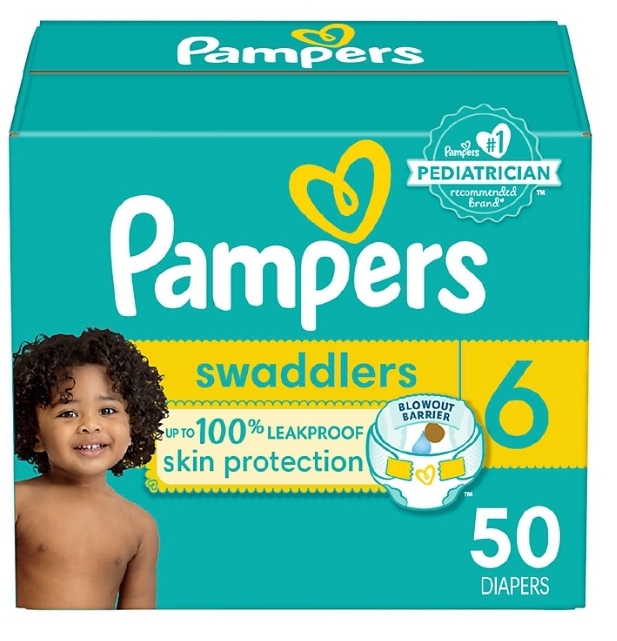 Pampers
Pampers #1
PEDIATRICIAN
recommended
brand*
TM
Pampers
swaddlers
6
UP TO 100% LEAKPROOF
skin protection
BLOWOUT
BARRIER
TM
50
DIAPERS